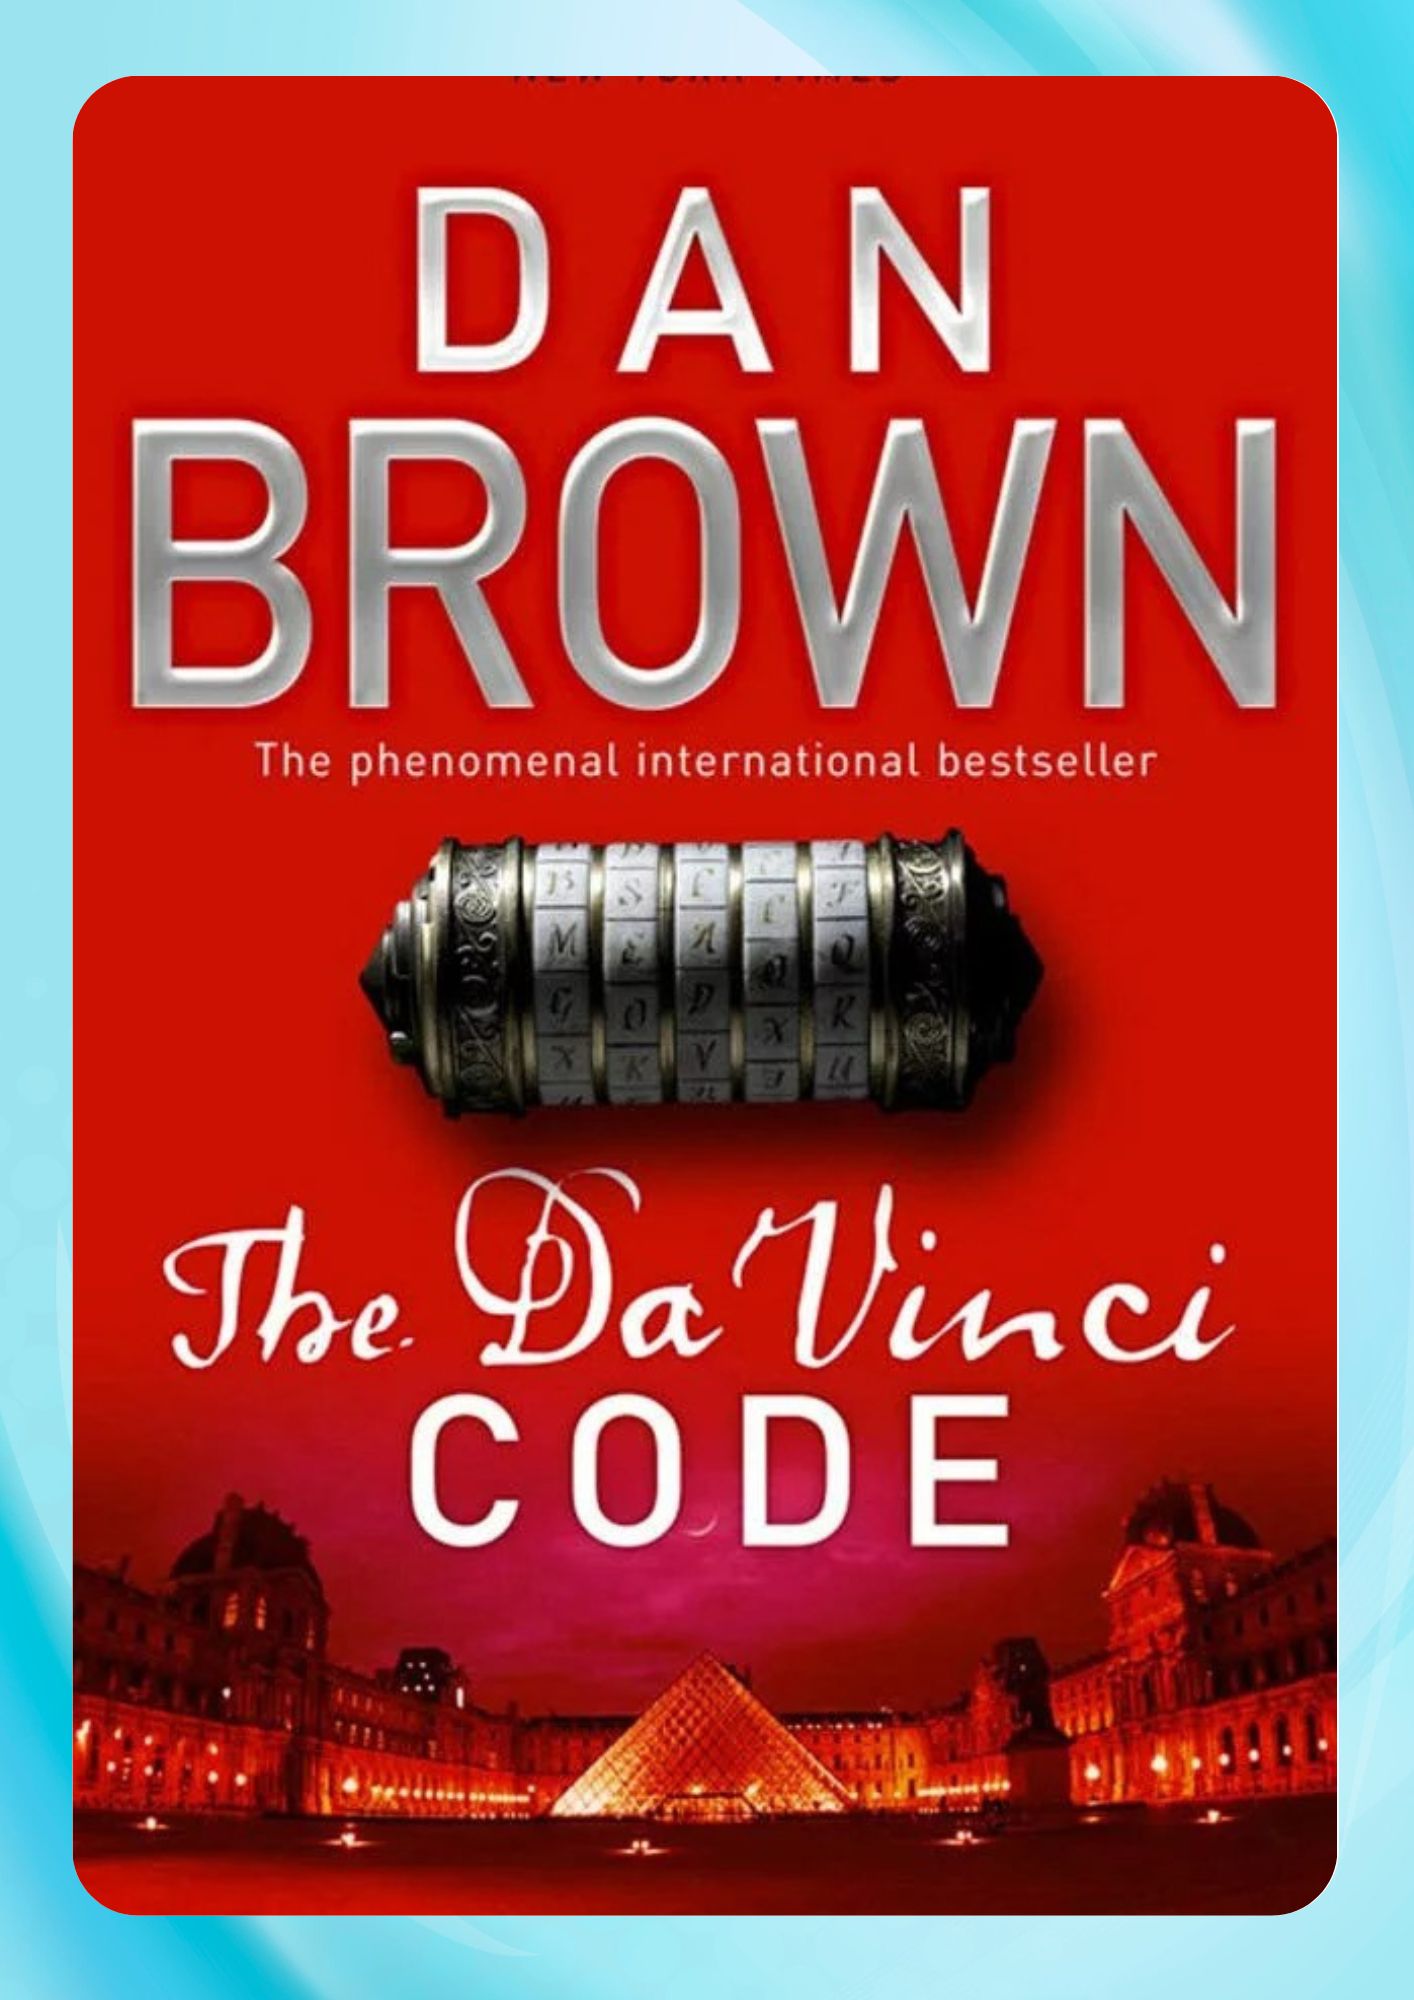 DAN
BROWN
The phenomenal international bestseller
The Da Vinci
CODE